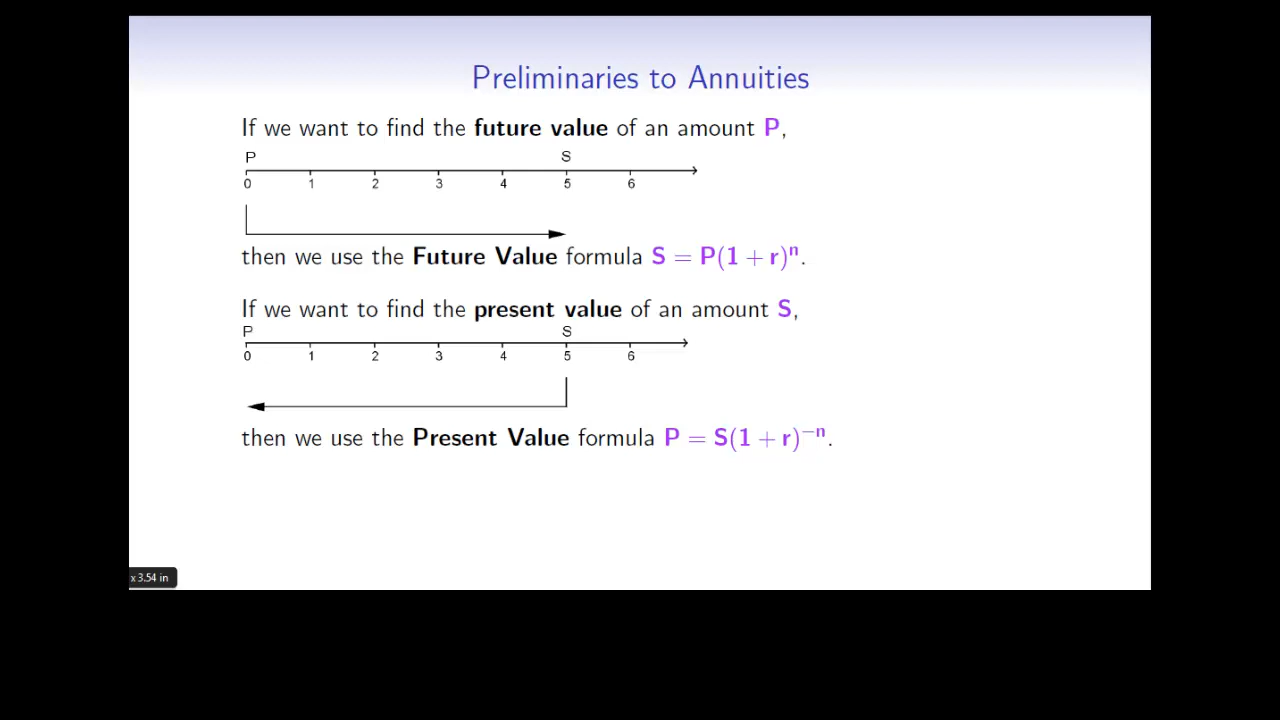 Preliminaries to Annuities
If we want to find the future value of an amount P,
P S
0 1 2 3 4 5 6
then we use the Future Value formula S = P(1 + r)ⁿ.
If we want to find the present value of an amount S,
P S
0 1 2 3 4 5 6
then we use the Present Value formula P = S(1 + r)⁻ⁿ.
x 3.54 in